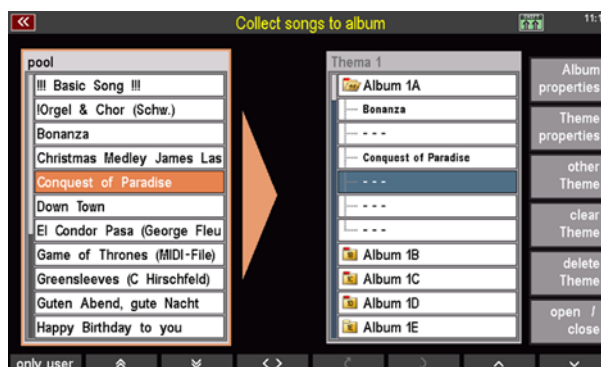 Collect songs to album
11:1
pool
!!! Basic Song !!!
!Orgel & Chor (Schw.)
Bonanza
Christmas Medley James Las
Conquest of Paradise
Down Town
El Condor Pasa (George Fleu
Game of Thrones (MIDI-File)
Greensleeves (C Hirschfeld)
Guten Abend, gute Nacht
Happy Birthday to you
Thema 1
Album 1A
Bonanza
- - -
Conquest of Paradise
- - -
- - -
- - -
Album 1B
Album 1C
Album 1D
Album 1E
Album
properties
Theme
properties
other
Theme
clear
Theme
delete
Theme
open /
close
only user